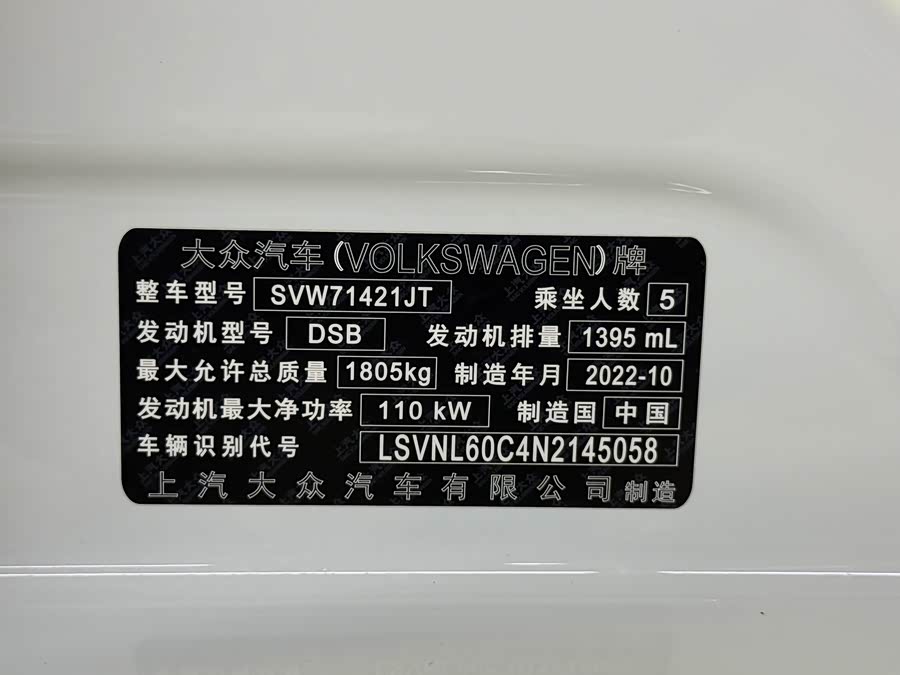 大众汽车(VOLKSWAGEN)牌
整车型号 SVW71421JT 乘坐人数 5
发动机型号 DSB 发动机排量 1395 mL
最大允许总质量 1805kg 制造年月 2022-10
发动机最大净功率 110 kW 制造国 中国
车辆识别代号 LSVNL60C4N2145058
上汽大众汽车有限公司 制造